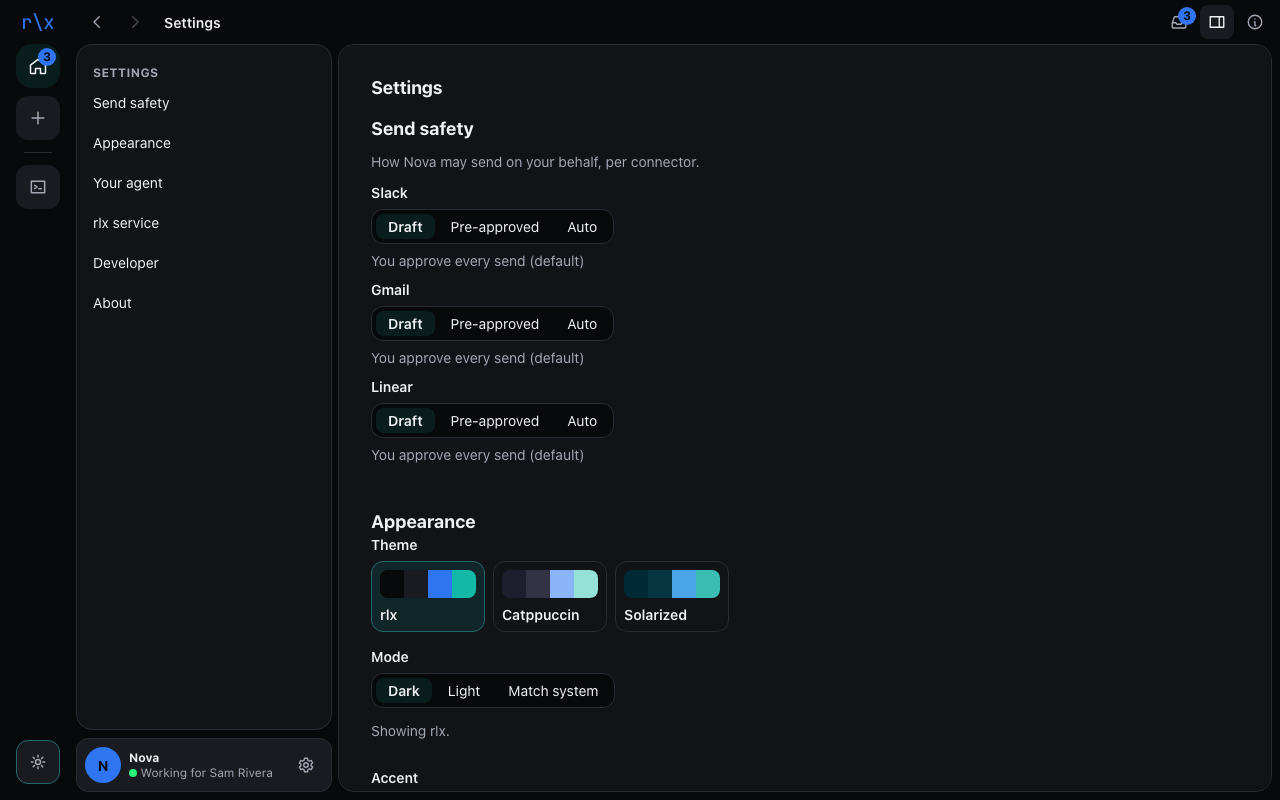 r\x
Settings
3
3
SETTINGS
Send safety
Appearance
Your agent
rlx service
Developer
About
N
Nova
Working for Sam Rivera
Settings
Send safety
How Nova may send on your behalf, per connector.
Slack
Draft Pre-approved Auto
You approve every send (default)
Gmail
Draft Pre-approved Auto
You approve every send (default)
Linear
Draft Pre-approved Auto
You approve every send (default)
Appearance
Theme
rlx Catppuccin Solarized
Mode
Dark Light Match system
Showing rlx.
Accent